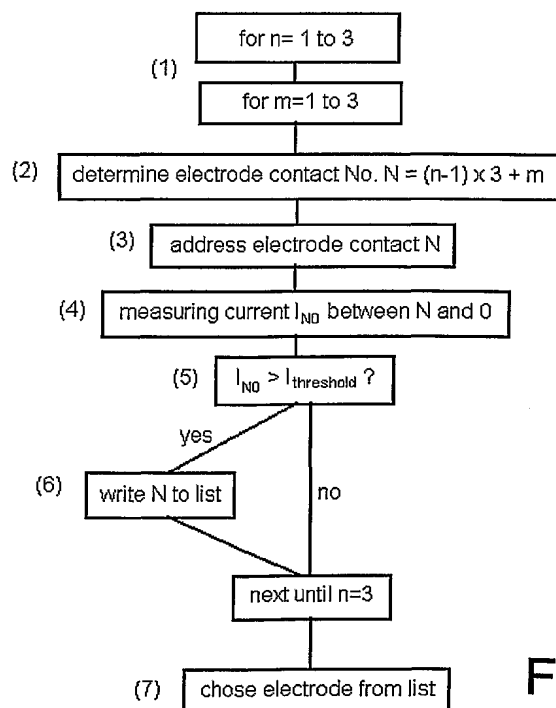 for n= 1 to 3
(1)
for m=1 to 3
(2) determine electrode contact No. N = (n-1) x 3 + m
(3) address electrode contact N
(4) measuring current I_N0 between N and 0
(5) I_N0 > I_threshold ?
yes
(6) write N to list
no
next until n=3
(7) chose electrode from list
F